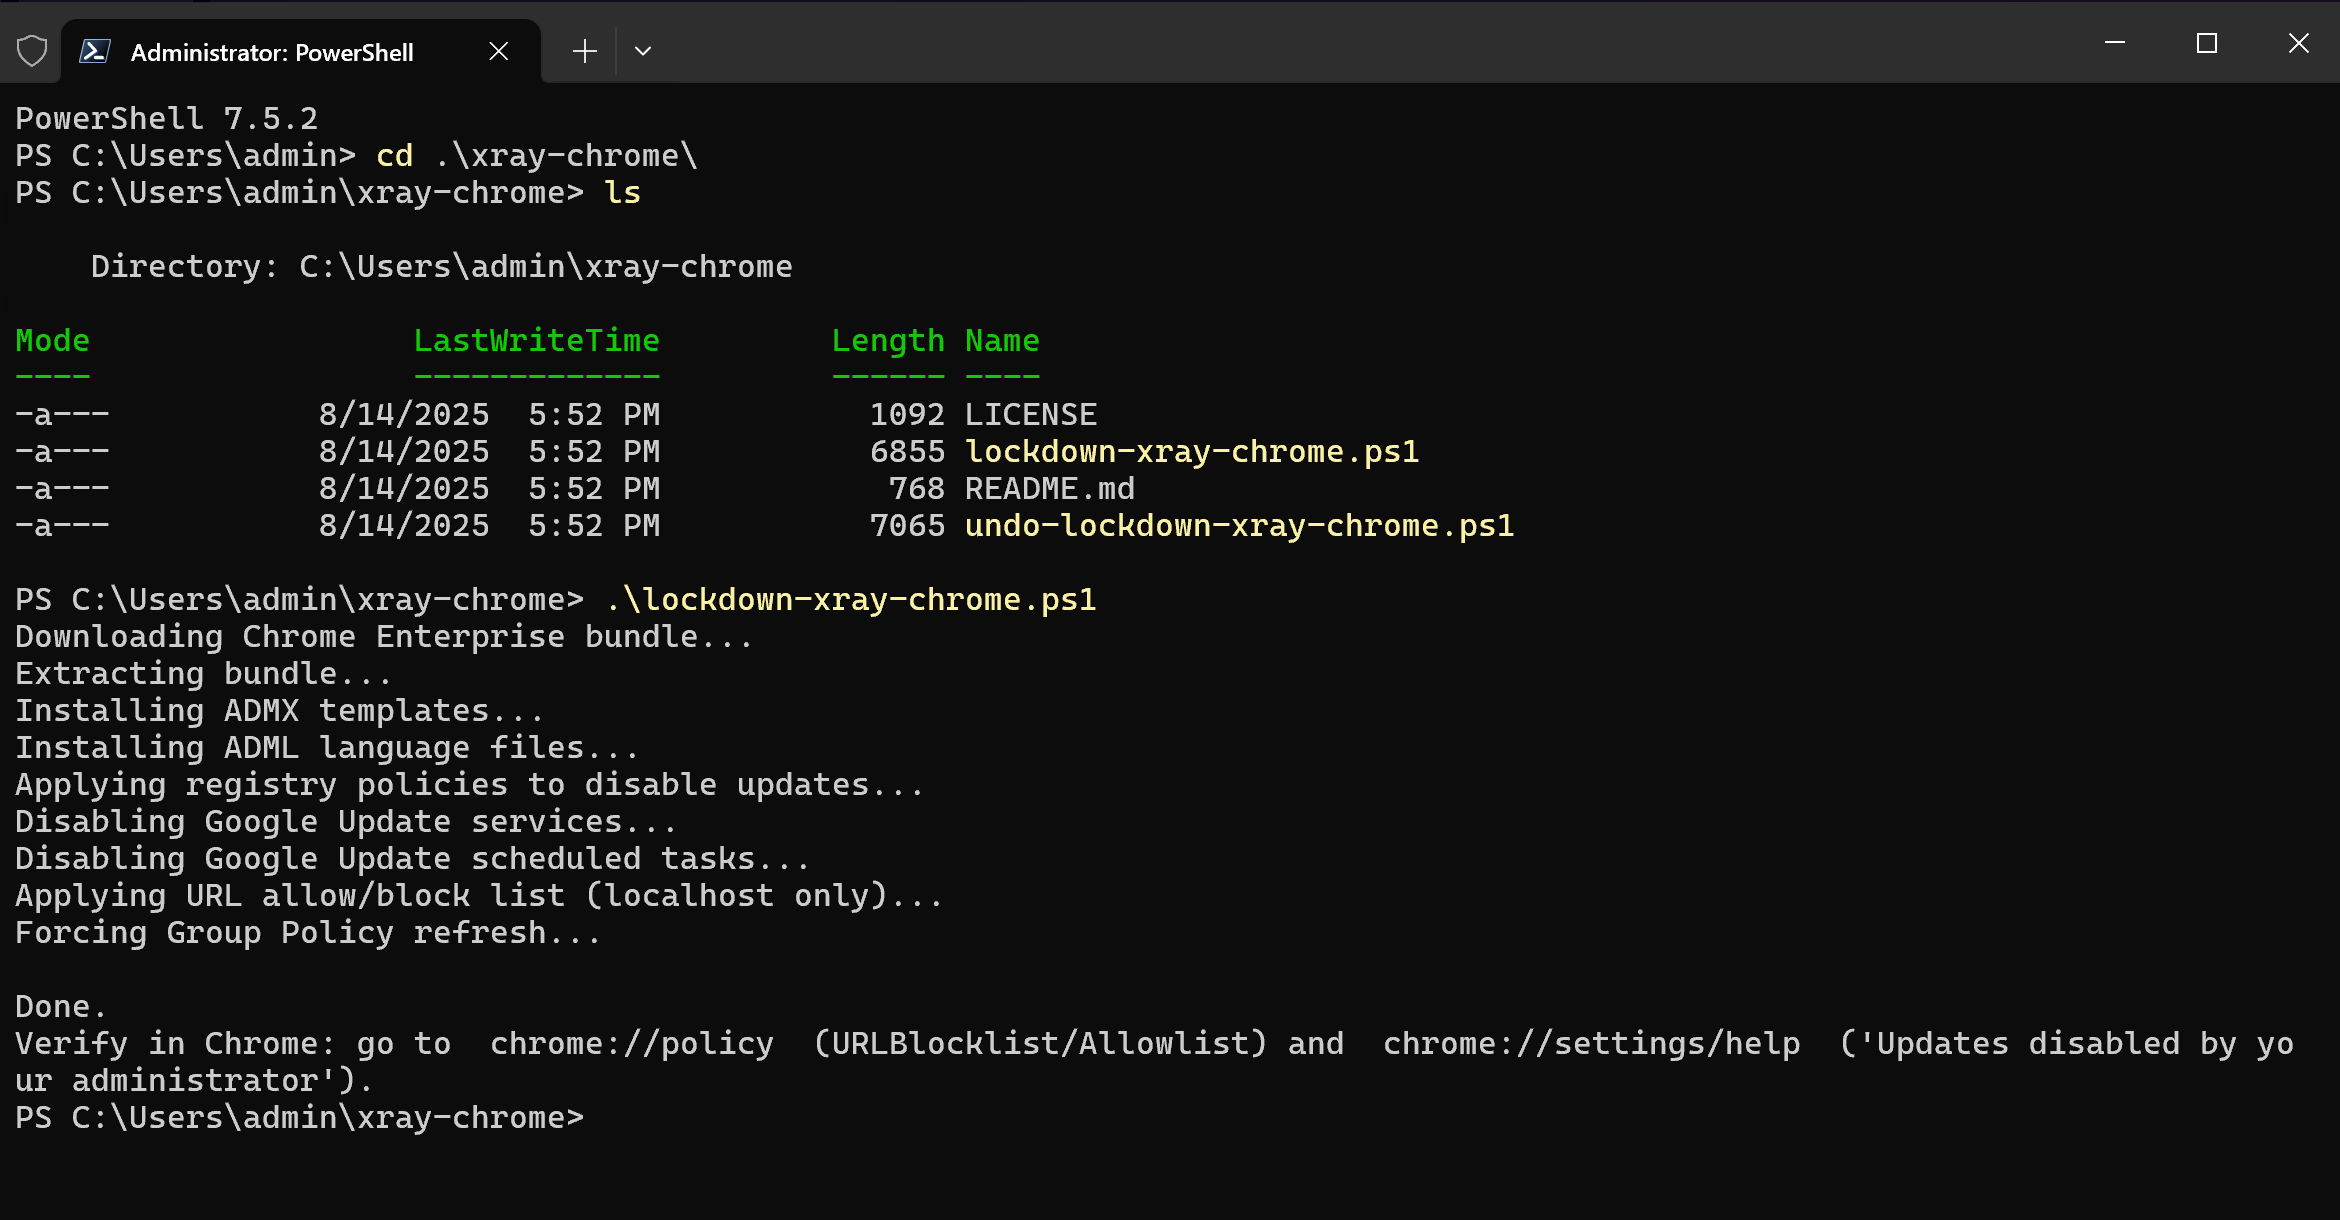 Administrator: PowerShell
PowerShell 7.5.2
PS C:\Users\admin> cd .\xray-chrome\
PS C:\Users\admin\xray-chrome> ls
Directory: C:\Users\admin\xray-chrome
Mode                 LastWriteTime         Length Name
----                 -------------         ------ ----
-a---           8/14/2025  5:52 PM           1092 LICENSE
-a---           8/14/2025  5:52 PM           6855 lockdown-xray-chrome.ps1
-a---           8/14/2025  5:52 PM            768 README.md
-a---           8/14/2025  5:52 PM           7065 undo-lockdown-xray-chrome.ps1
PS C:\Users\admin\xray-chrome> .\lockdown-xray-chrome.ps1
Downloading Chrome Enterprise bundle...
Extracting bundle...
Installing ADMX templates...
Installing ADML language files...
Applying registry policies to disable updates...
Disabling Google Update services...
Disabling Google Update scheduled tasks...
Applying URL allow/block list (localhost only)...
Forcing Group Policy refresh...
Done.
Verify in Chrome: go to  chrome://policy  (URLBlocklist/Allowlist) and  chrome://settings/help  ('Updates disabled by yo
ur administrator').
PS C:\Users\admin\xray-chrome>